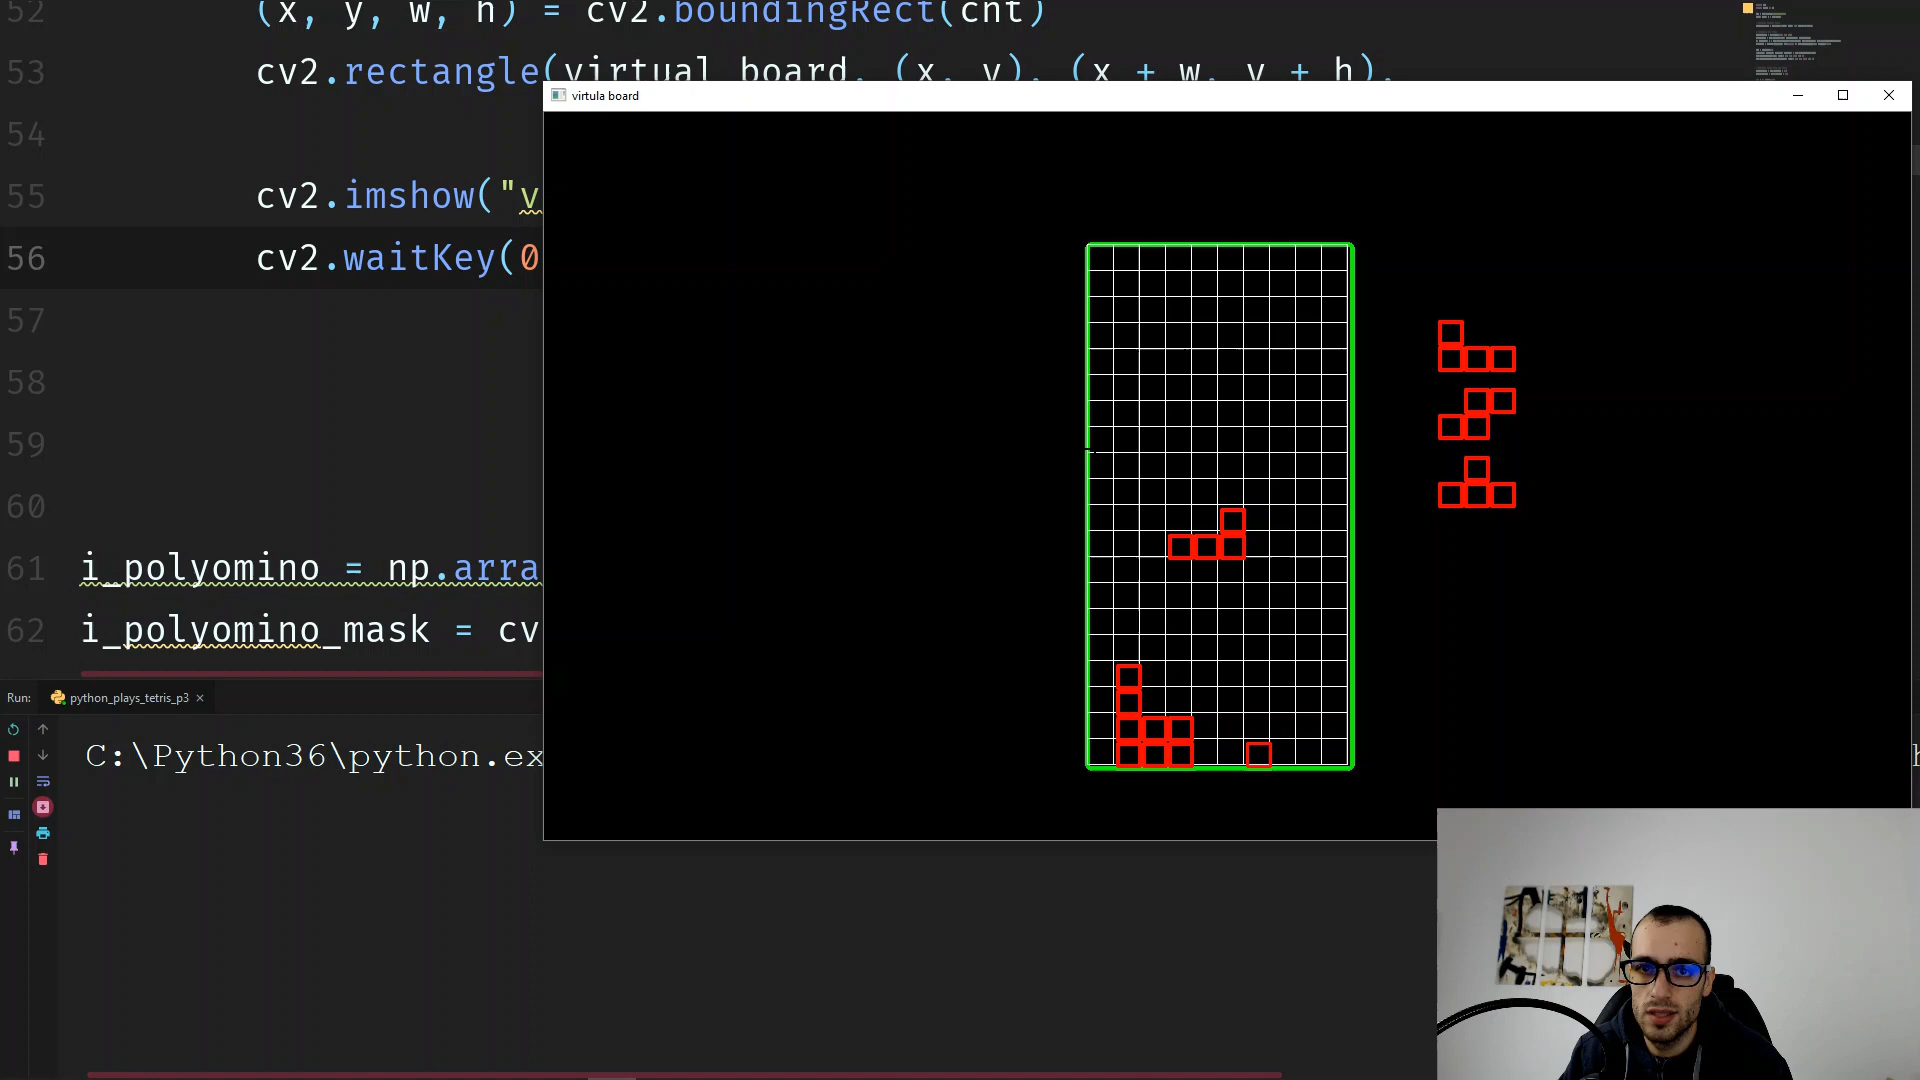 52 (x, y, w, h) = cv2.boundingRect(cnt)
53 cv2.rectangle(virtual_board, (x, y), (x + w, y + h),
54
55 cv2.imshow("v
56 cv2.waitKey(0
57
58
59
60
61 i_polyomino = np.arra
62 i_polyomino_mask = cv
virtula board
Run: python_plays_tetris_p3
C:\Python36\python.ex